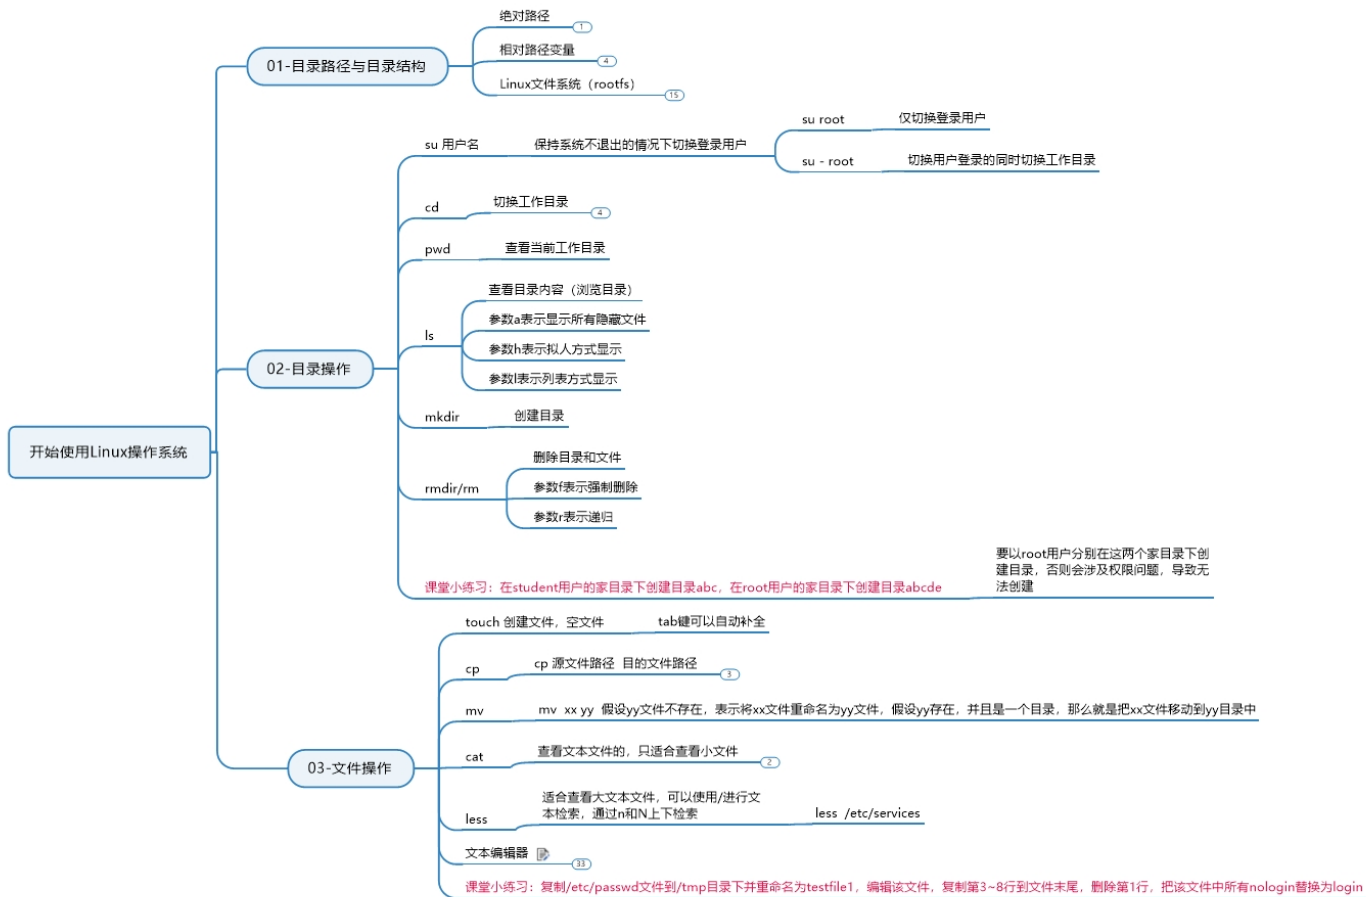 开始使用Linux操作系统
01-目录路径与目录结构
绝对路径
1
相对路径变量
4
Linux文件系统（rootfs）
15
02-目录操作
su 用户名
保持系统不退出的情况下切换登录用户
su root
仅切换登录用户
su - root
切换用户登录的同时切换工作目录
cd
切换工作目录
4
pwd
查看当前工作目录
ls
查看目录内容（浏览目录）
参数a表示显示所有隐藏文件
参数h表示拟人方式显示
参数l表示列表方式显示
mkdir
创建目录
rmdir/rm
删除目录和文件
参数f表示强制删除
参数r表示递归
课堂小练习：在student用户的家目录下创建目录abc，在root用户的家目录下创建目录abcde
要以root用户分别在这两个家目录下创
建目录，否则会涉及权限问题，导致无
法创建
03-文件操作
touch 创建文件，空文件
tab键可以自动补全
cp
cp 源文件路径 目的文件路径
3
mv
mv xx yy 假设yy文件不存在，表示将xx文件重命名为yy文件，假设yy存在，并且是一个目录，那么就是把xx文件移动到yy目录中
cat
查看文本文件的，只适合查看小文件
2
less
适合查看大文本文件，可以使用/进行文
本检索，通过n和N上下检索
less /etc/services
文本编辑器
33
课堂小练习：复制/etc/passwd文件到/tmp目录下并重命名为testfile1，编辑该文件，复制第3~8行到文件末尾，删除第1行，把该文件中所有nologin替换为login